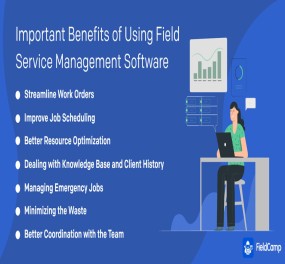 Important Benefits of Using Field
Service Management Software
Streamline Work Orders
Improve Job Scheduling
Better Resource Optimization
Dealing with Knowledge Base and Client History
Managing Emergency Jobs
Minimizing the Waste
Better Coordination with the Team
FieldCamp